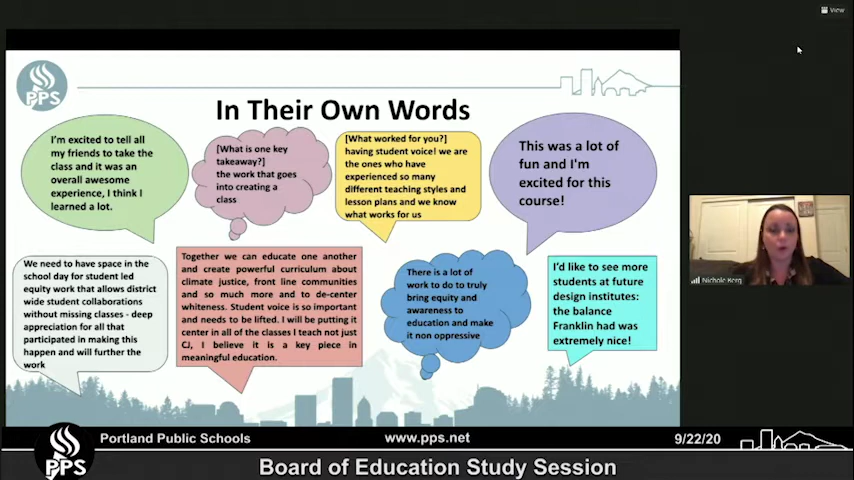 View
PPS
In Their Own Words
I'm excited to tell all
my friends to take the
class and it was an
overall awesome
experience, I think I
learned a lot.
[What is one key
takeaway?]
the work that goes
into creating a
class
[What worked for you?]
having student voice! we are
the ones who have
experienced so many
different teaching styles and
lesson plans and we know
what works for us
This was a lot of
fun and I'm
excited for this
course!
We need to have space in the
school day for student led
equity work that allows district
wide student collaborations
without missing classes - deep
appreciation for all that
participated in making this
happen and will further the
work
Together we can educate one another
and create powerful curriculum about
climate justice, front line communities
and so much more and to de-center
whiteness. Student voice is so important
and needs to be lifted. I will be putting it
center in all of the classes I teach not just
CJ, I believe it is a key piece in
meaningful education.
There is a lot of
work to do to truly
bring equity and
awareness to
education and make
it non oppressive
I'd like to see more
students at future
design institutes:
the balance
Franklin had was
extremely nice!
Nichole Berg
PPS
Portland Public Schools
www.pps.net
9/22/20
Board of Education Study Session